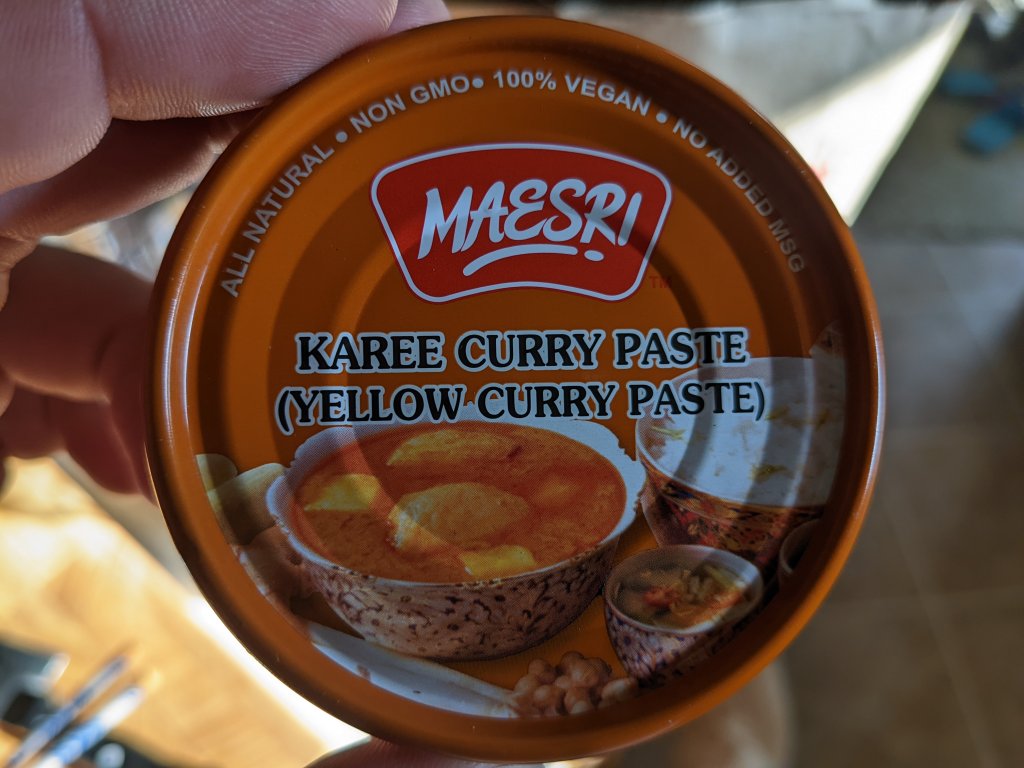 ALL NATURAL • NON GMO • 100% VEGAN • NO ADDED MSG
MAESRI
TM
KAREE CURRY PASTE
(YELLOW CURRY PASTE)